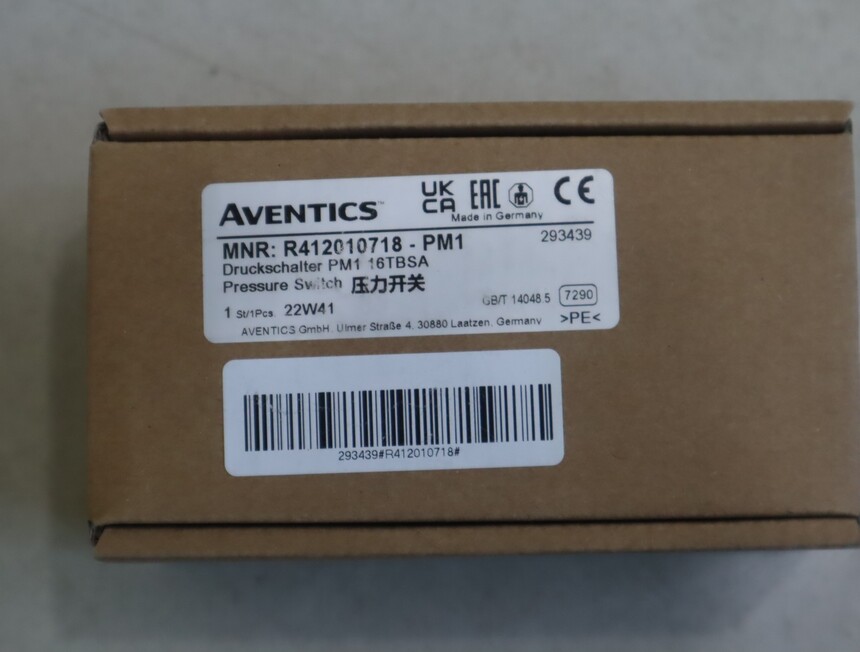 AVENTICS™
UK CA EAC CE
Made in Germany
MNR: R412010718 - PM1
293439
Druckschalter PM1 16TBSA
Pressure Switch 压力开关
1 St/1Pcs. 22W41
GB/T 14048.5
7290
AVENTICS GmbH, Ulmer Straße 4, 30880 Laatzen, Germany
>PE<
293439#R412010718#